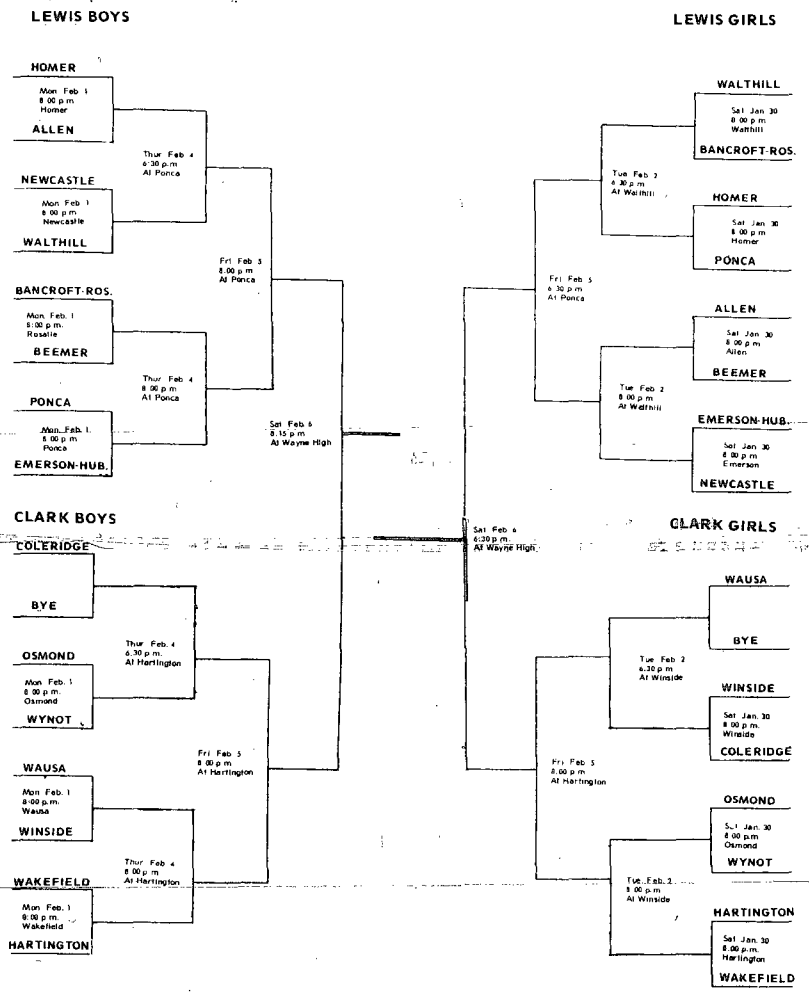 LEWIS BOYS
HOMER
Mon Feb 1
8:00 p m
Homer
ALLEN
Thur Feb 4
6:30 p.m.
At Ponca
NEWCASTLE
Mon Feb 1
8:00 p m
Newcastle
WALTHILL
Fri Feb 5
8:00 p m
At Ponca
BANCROFT-ROS.
Mon Feb. 1
8:00 p.m.
Rosalie
BEEMER
Thur Feb 4
8:00 p m
At Ponca
PONCA
Mon Feb. 1
8:00 p m
Ponca
EMERSON-HUB.
Sat Feb 6
8:15 p m
At Wayne High
CLARK BOYS
COLERIDGE
BYE
Thur Feb. 4
6:30 p m.
At Hartington
OSMOND
Mon Feb. 1
8:00 p m.
Osmond
WYNOT
Fri Feb 5
8:00 p m
At Hartington
WAUSA
Mon Feb. 1
8:00 p.m.
Wausa
WINSIDE
Thur Feb 4
8:00 p m
At Hartington
WAKEFIELD
Mon Feb. 1
8:00 p.m.
Wakefield
HARTINGTON
LEWIS GIRLS
WALTHILL
Sat Jan 30
8:00 p.m
Walthill
BANCROFT-ROS.
Tue Feb 2
6:30 p m
At Walthill
HOMER
Sat Jan. 30
8:00 p m
Homer
PONCA
Fri Feb 5
6:30 p m
At Ponca
ALLEN
Sat Jan 30
8:00 p.m
Allen
BEEMER
Tue Feb 2
8:00 p m
At Walthill
EMERSON-HUB.
Sat Jan 30
8:00 p.m
Emerson
NEWCASTLE
Sat Feb 6
6:30 p m
At Wayne High
CLARK GIRLS
WAUSA
BYE
Tue Feb 2
6:30 p m
At Winside
WINSIDE
Sat Jan. 30
8:00 p m.
Winside
COLERIDGE
Fri Feb 5
8:00 p.m
At Hartington
OSMOND
Sat Jan. 30
8:00 p m
Osmond
WYNOT
Tue Feb. 2
8:00 p m
At Winside
HARTINGTON
Sat Jan. 30
8:00 p.m.
Hartington
WAKEFIELD